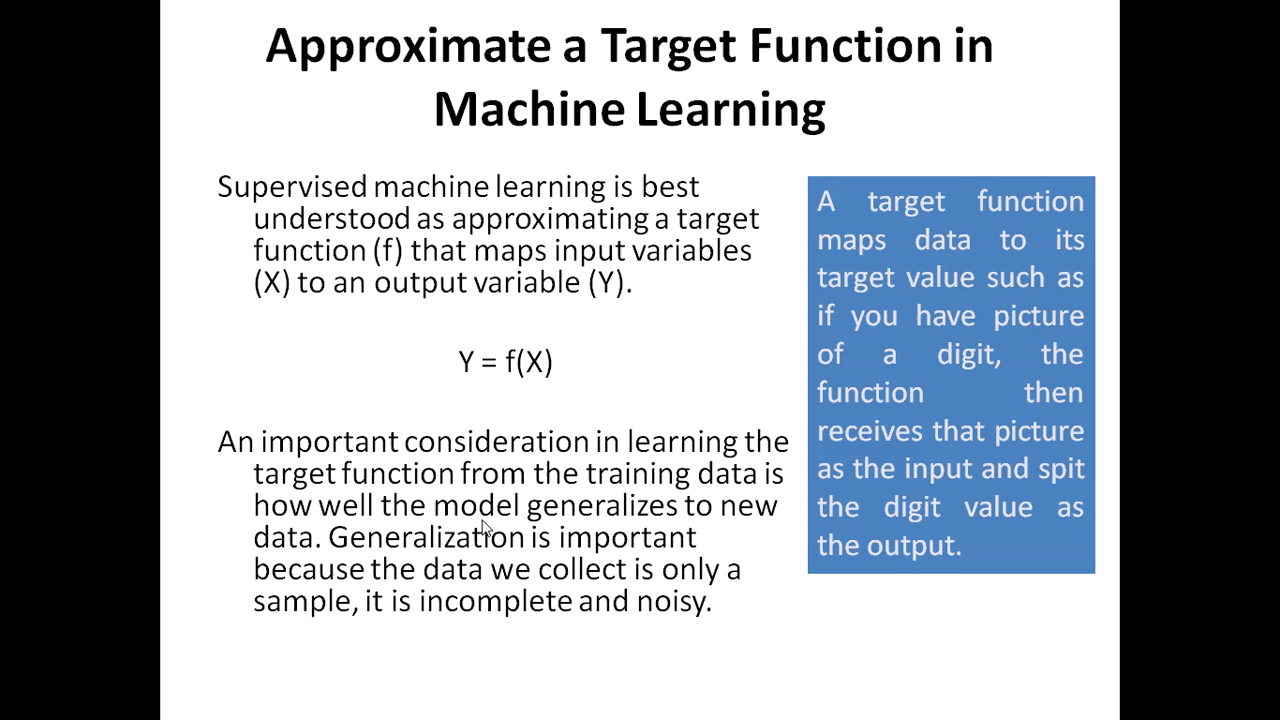 Approximate a Target Function in
Machine Learning
Supervised machine learning is best
understood as approximating a target
function (f) that maps input variables
(X) to an output variable (Y).
Y = f(X)
An important consideration in learning the
target function from the training data is
how well the model generalizes to new
data. Generalization is important
because the data we collect is only a
sample, it is incomplete and noisy.
A target function
maps data to its
target value such as
if you have picture
of a digit, the
function then
receives that picture
as the input and spit
the digit value as
the output.